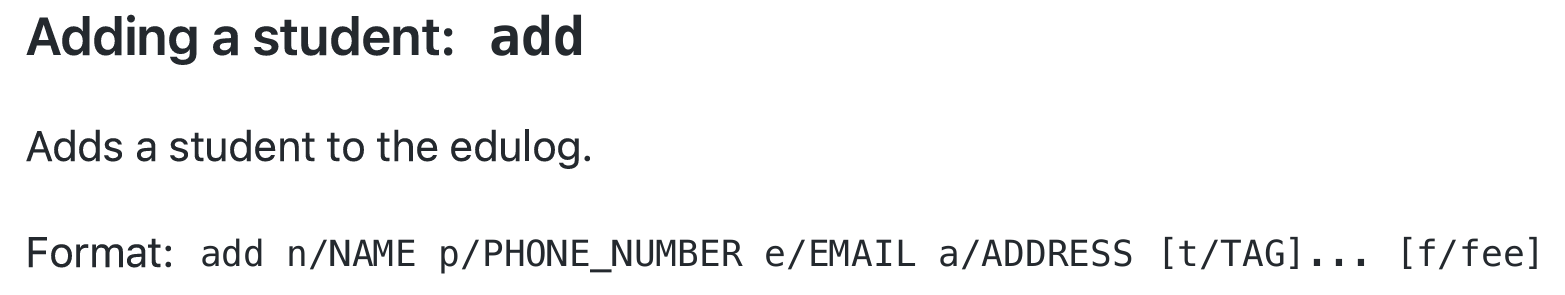 Adding a student: add
Adds a student to the edulog.
Format: add n/NAME p/PHONE_NUMBER e/EMAIL a/ADDRESS [t/TAG]... [f/fee]